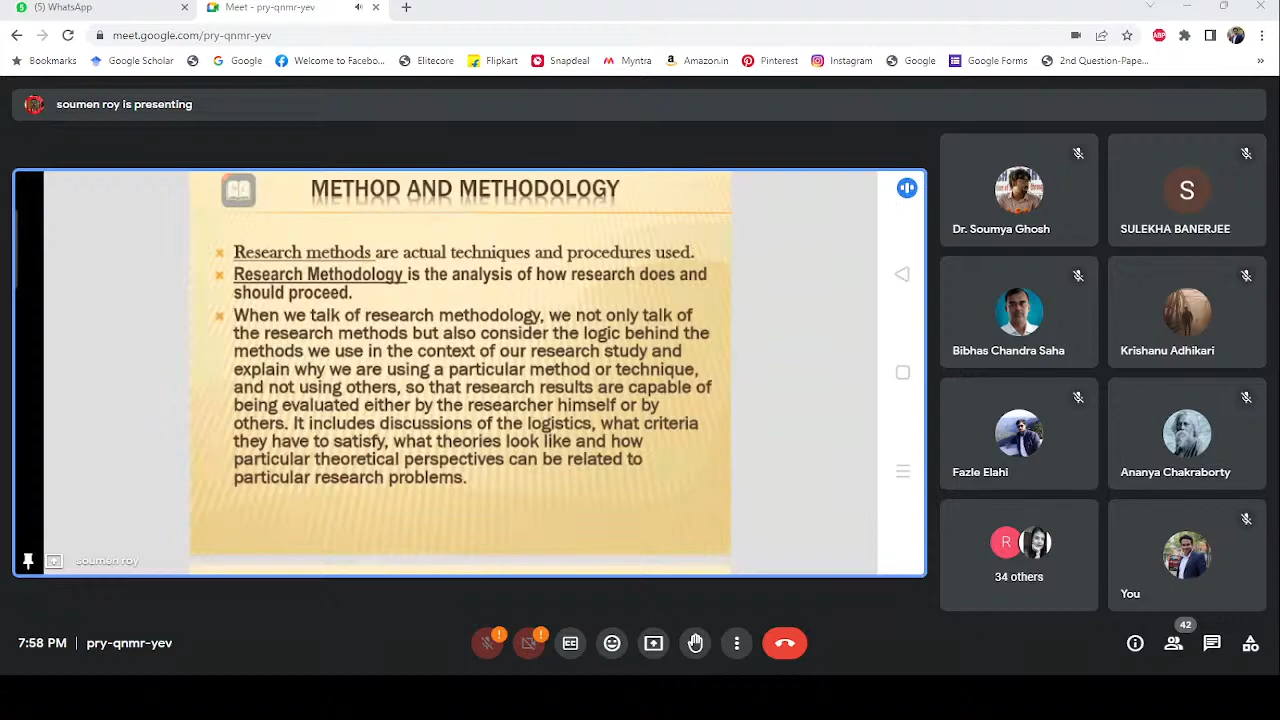 (5) WhatsApp
Meet - pry-qnmr-yev
meet.google.com/pry-qnmr-yev
ABP
Bookmarks
Google Scholar
Google
Welcome to Facebo...
Elitecore
Flipkart
Snapdeal
Myntra
Amazon.in
Pinterest
Instagram
Google
Google Forms
2nd Question-Pape...
»
soumen roy is presenting
METHOD AND METHODOLOGY
Research methods are actual techniques and procedures used.
Research Methodology is the analysis of how research does and
should proceed.
When we talk of research methodology, we not only talk of
the research methods but also consider the logic behind the
methods we use in the context of our research study and
explain why we are using a particular method or technique,
and not using others, so that research results are capable of
being evaluated either by the researcher himself or by
others. It includes discussions of the logistics, what criteria
they have to satisfy, what theories look like and how
particular theoretical perspectives can be related to
particular research problems.
soumen roy
Dr. Soumya Ghosh
S
SULEKHA BANERJEE
Bibhas Chandra Saha
Krishanu Adhikari
Fazle Elahi
Ananya Chakraborty
R
34 others
You
7:58 PM | pry-qnmr-yev
CC
42